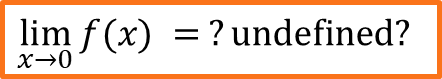 lim f(x) = ? undefined?
x→0